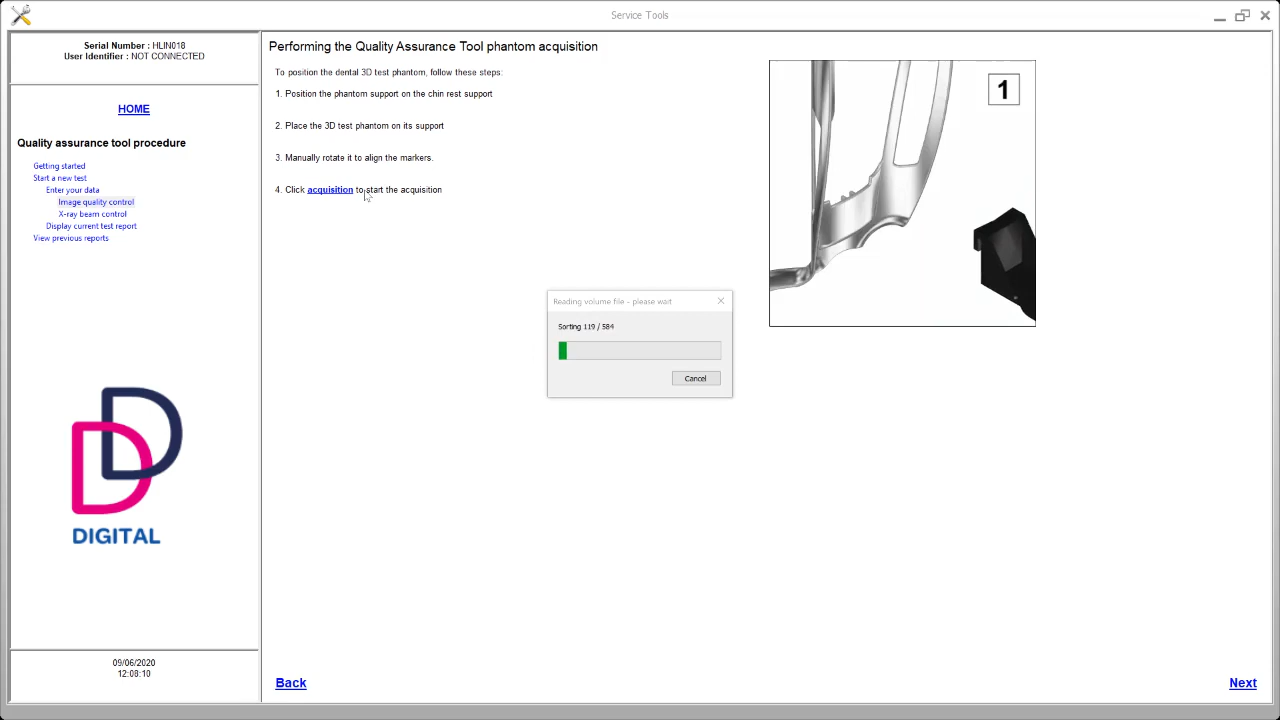 Service Tools
Serial Number : HLIN018
User Identifier : NOT CONNECTED
HOME
Quality assurance tool procedure
Getting started
Start a new test
Enter your data
Image quality control
X-ray beam control
Display current test report
View previous reports
DIGITAL
09/06/2020
12:08:10
Performing the Quality Assurance Tool phantom acquisition
To position the dental 3D test phantom, follow these steps:
1. Position the phantom support on the chin rest support
2. Place the 3D test phantom on its support
3. Manually rotate it to align the markers.
4. Click acquisition to start the acquisition
1
Reading volume file - please wait
Sorting 119 / 584
Cancel
Back
Next